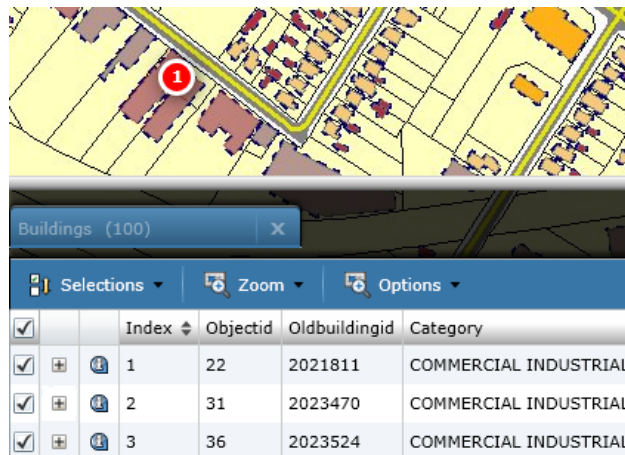 1
Buildings (100) X
Selections Zoom Options
Index Objectid Oldbuildingid Category
1 22 2021811 COMMERCIAL INDUSTRIAL
2 31 2023470 COMMERCIAL INDUSTRIAL
3 36 2023524 COMMERCIAL INDUSTRIAL